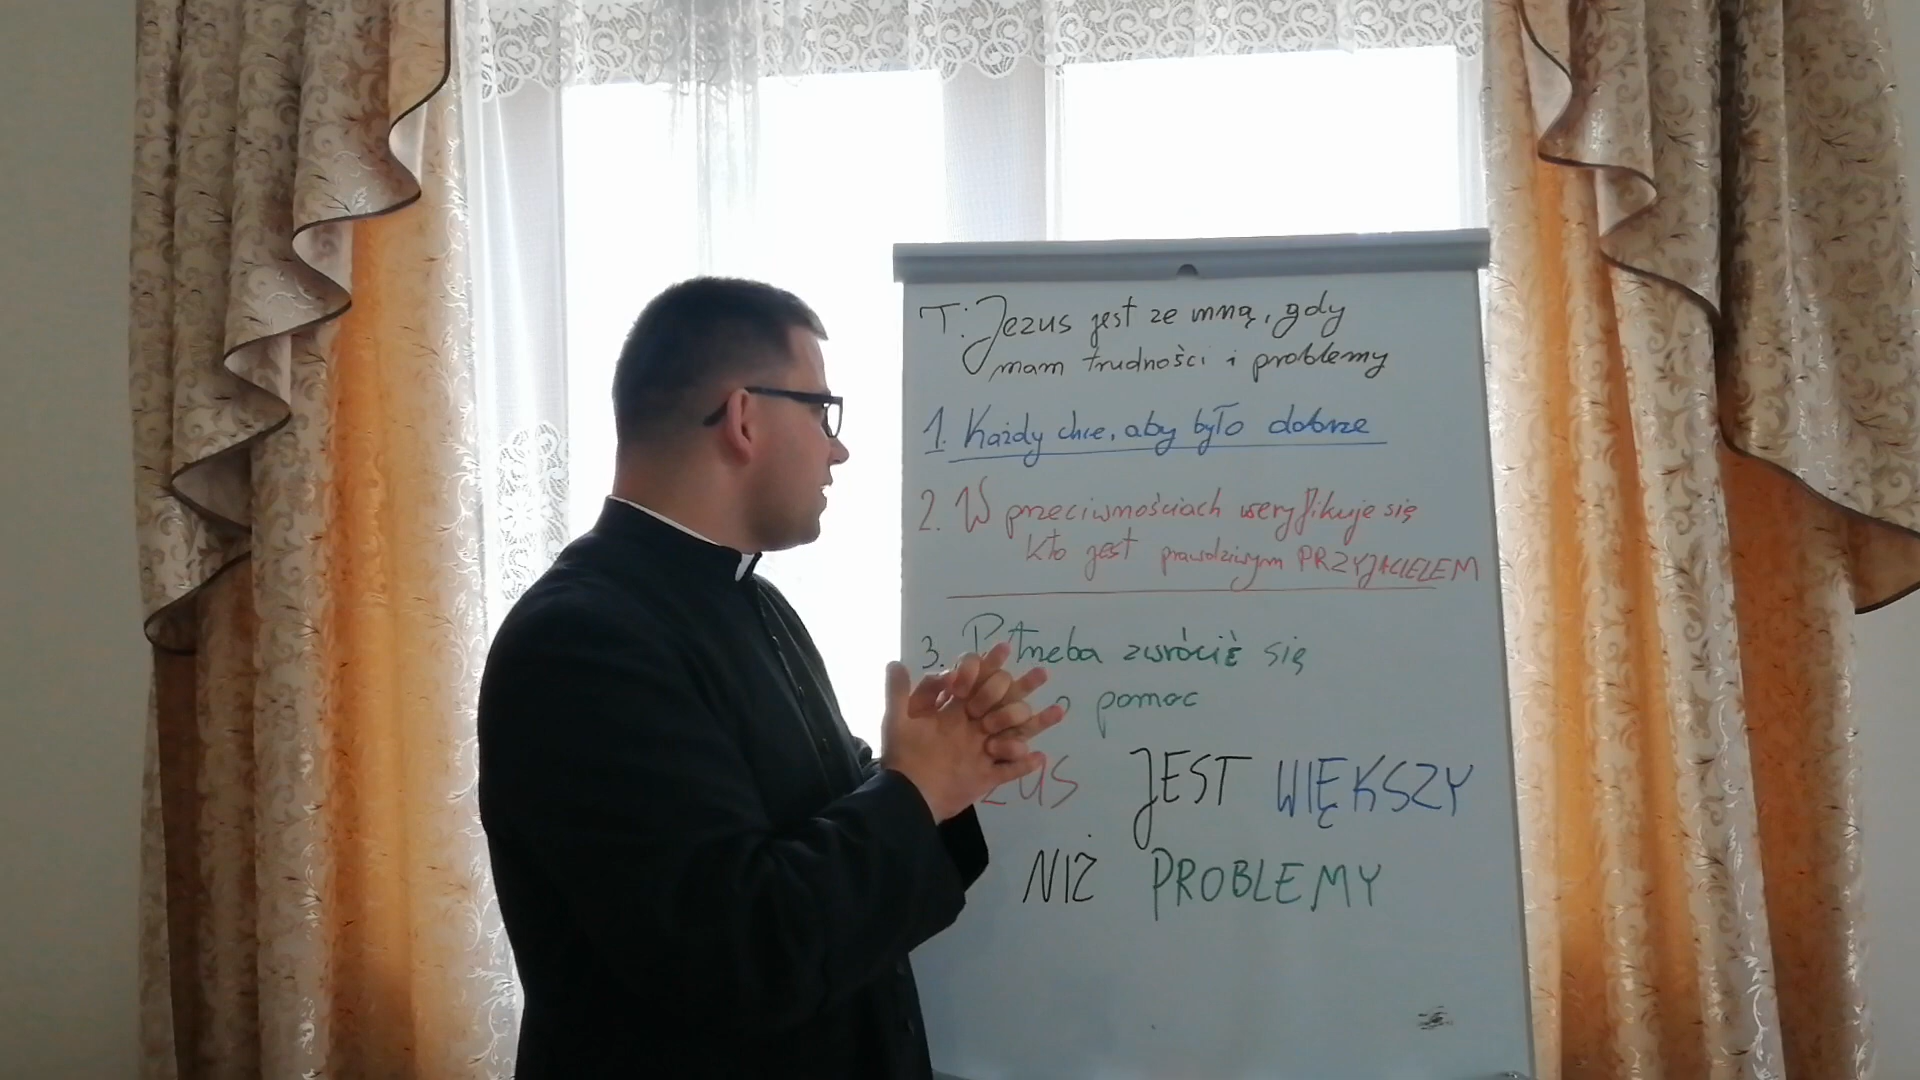 T: Jezus jest ze mną, gdy
mam trudności i problemy
1. Każdy chce, aby było dobrze
2. W przeciwnościach weryfikuje się
kto jest prawdziwym PRZYJACIELEM
3. zwrócić się
pomoc
JEST WIĘKSZY
NIŻ PROBLEMY